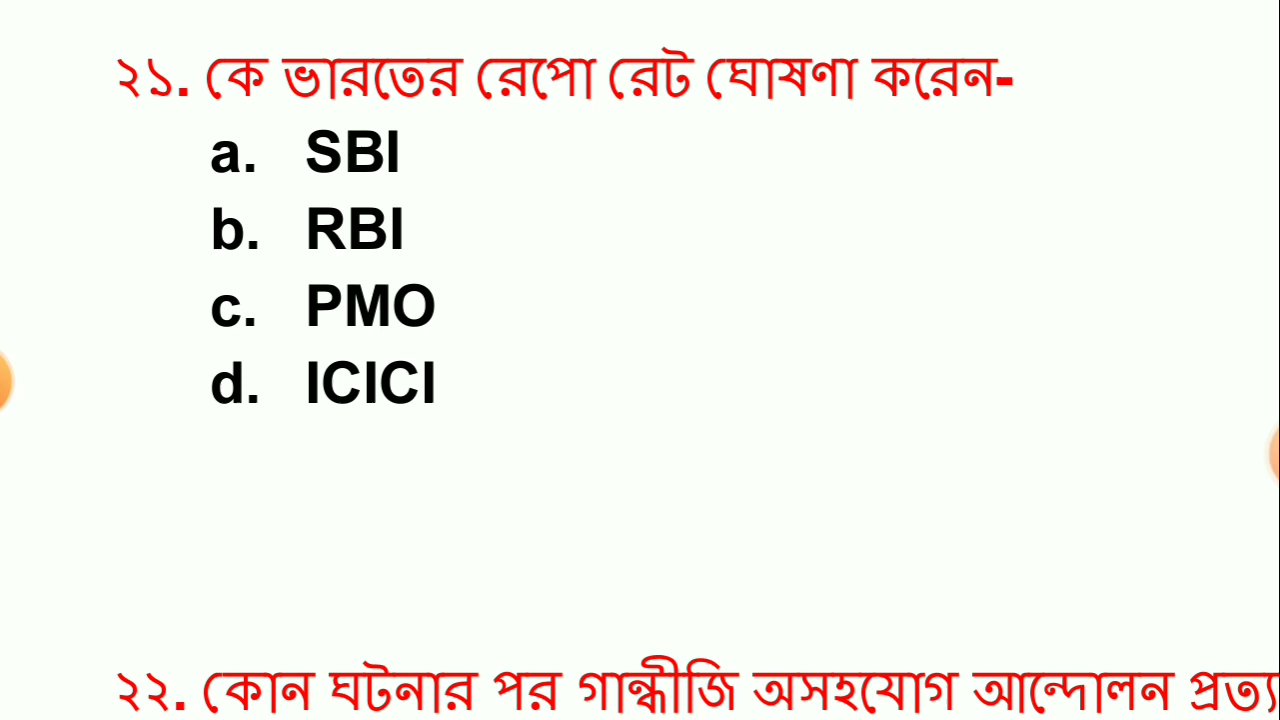 ২১. কে ভারতের রেপো রেট ঘোষণা করেন-
a. SBI
b. RBI
c. PMO
d. ICICI
২২. কোন ঘটনার পর গান্ধীজি অসহযোগ আন্দোলন